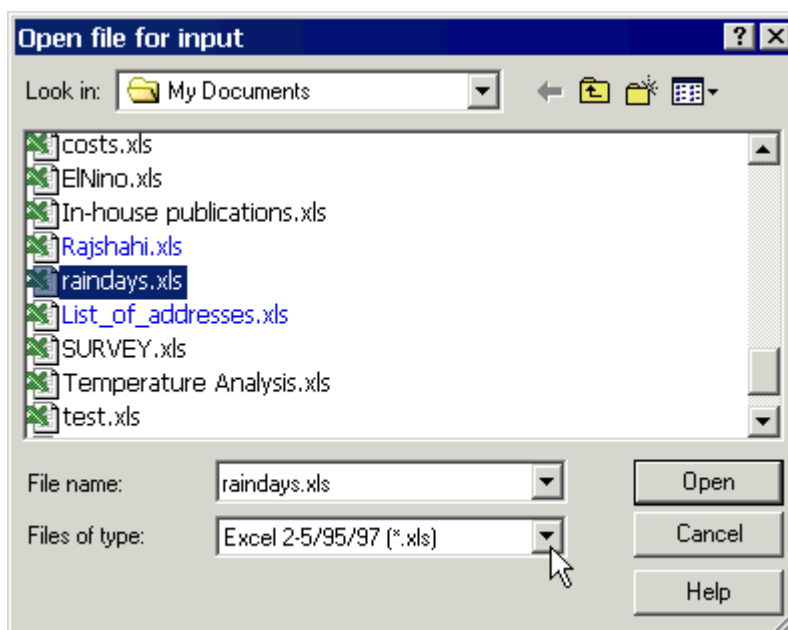 Open file for input
Look in: My Documents
costs.xls
ElNino.xls
In-house publications.xls
Rajshahi.xls
raindays.xls
List_of_addresses.xls
SURVEY.xls
Temperature Analysis.xls
test.xls
File name: raindays.xls Open
Files of type: Excel 2-5/95/97 (*.xls) Cancel
Help